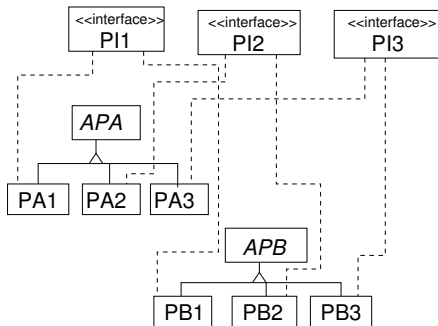 <<interface>>
PI1
<<interface>>
PI2
<<interface>>
PI3
APA
PA1
PA2
PA3
APB
PB1
PB2
PB3